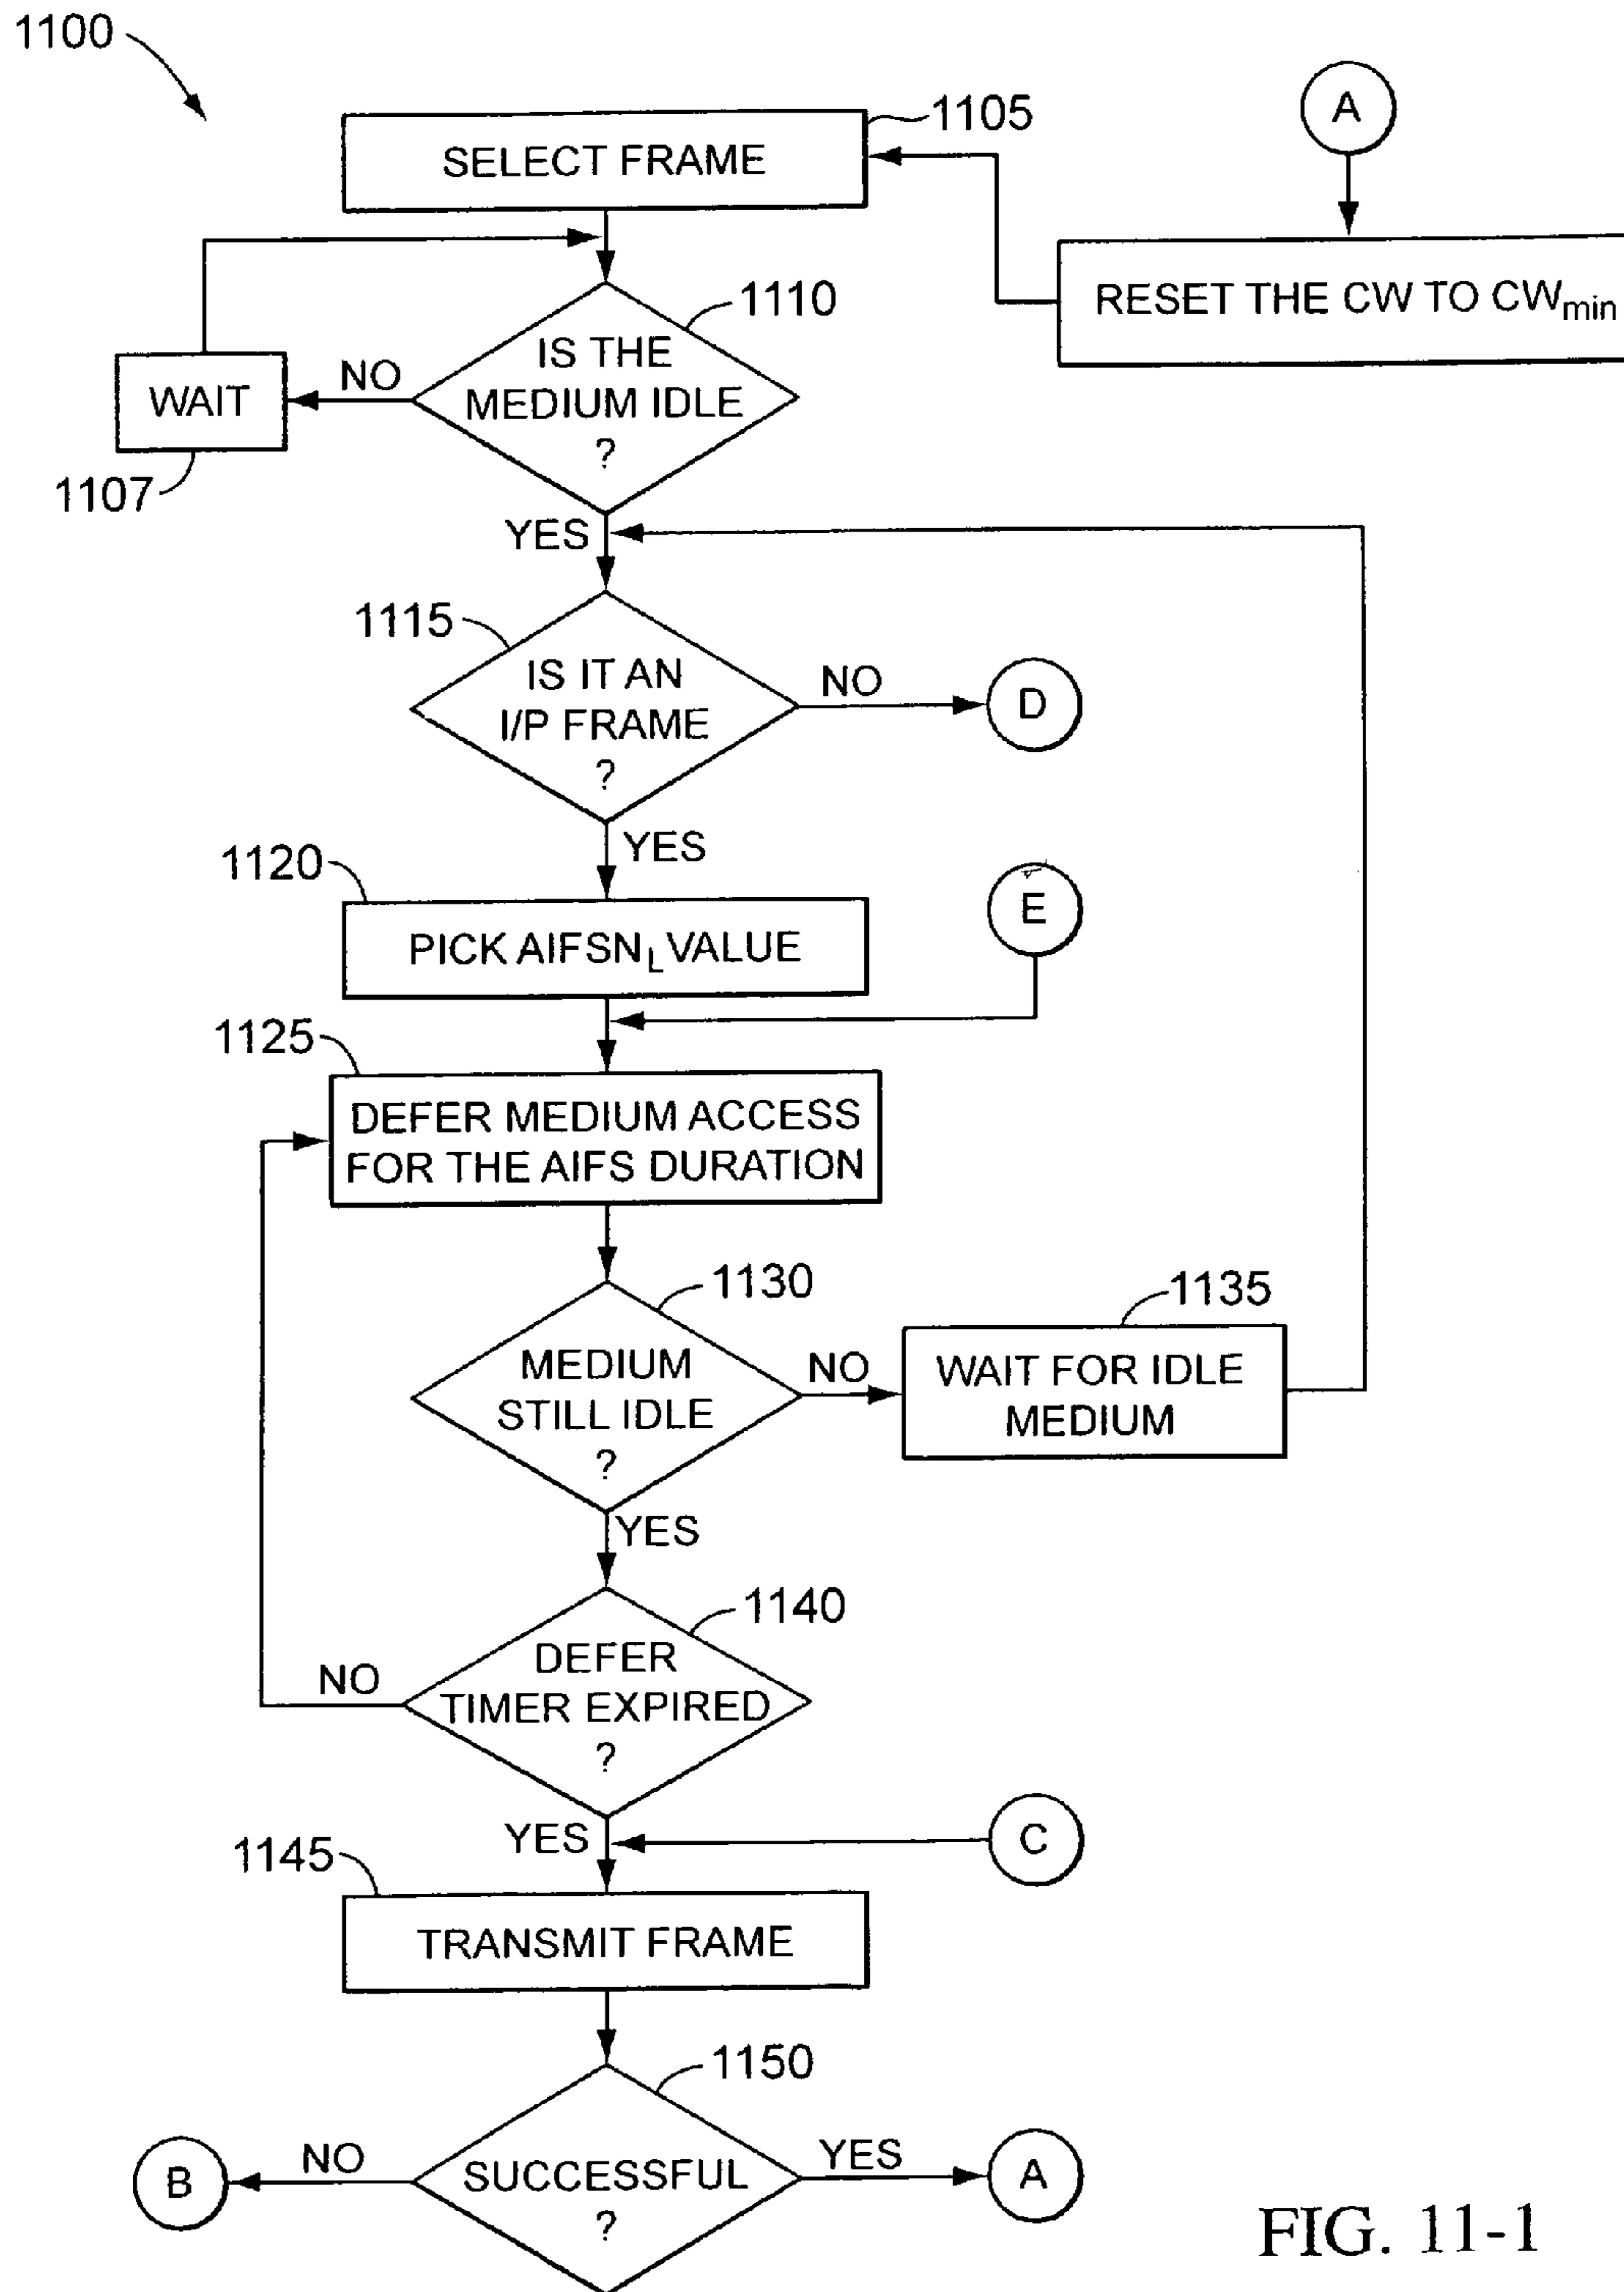 1100
1105
A
SELECT FRAME
RESET THE CW TO CWmin
1110
IS THE
MEDIUM IDLE
?
NO
WAIT
1107
YES
1115
IS IT AN
I/P FRAME
?
NO
D
YES
1120
E
PICK AIFSNL VALUE
1125
DEFER MEDIUM ACCESS
FOR THE AIFS DURATION
1130
1135
MEDIUM
STILL IDLE
?
NO
WAIT FOR IDLE
MEDIUM
YES
1140
DEFER
TIMER EXPIRED
?
NO
YES
C
1145
TRANSMIT FRAME
1150
SUCCESSFUL
?
NO
B
YES
A
FIG. 11-1